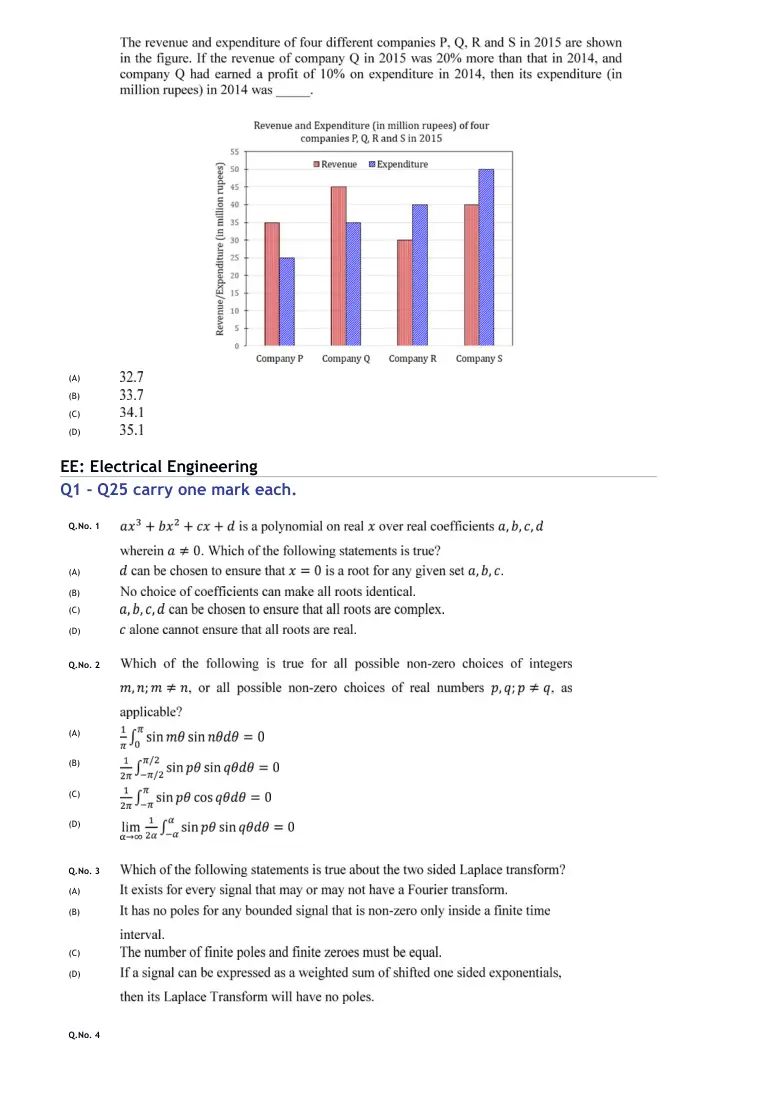 The revenue and expenditure of four different companies P, Q, R and S in 2015 are shown
in the figure. If the revenue of company Q in 2015 was 20% more than that in 2014, and
company Q had earned a profit of 10% on expenditure in 2014, then its expenditure (in
million rupees) in 2014 was _____.
Revenue and Expenditure (in million rupees) of four
companies P, Q, R and S in 2015
Revenue/Expenditure (in million rupees)
Revenue Expenditure
55
50
45
40
35
30
25
20
15
10
5
0
Company P Company Q Company R Company S
(A) 32.7
(B) 33.7
(C) 34.1
(D) 35.1
EE: Electrical Engineering
Q1 - Q25 carry one mark each.
Q.No. 1 ax³ + bx² + cx + d is a polynomial on real x over real coefficients a, b, c, d
wherein a ≠ 0. Which of the following statements is true?
(A) d can be chosen to ensure that x = 0 is a root for any given set a, b, c.
(B) No choice of coefficients can make all roots identical.
(C) a, b, c, d can be chosen to ensure that all roots are complex.
(D) c alone cannot ensure that all roots are real.
Q.No. 2 Which of the following is true for all possible non-zero choices of integers
m, n; m ≠ n, or all possible non-zero choices of real numbers p, q; p ≠ q, as
applicable?
(A) 1/π ∫₀^π sin mθ sin nθdθ = 0
(B) 1/2π ∫_{-π/2}^{π/2} sin pθ sin qθdθ = 0
(C) 1/2π ∫_{-π}^{π} sin pθ cos qθdθ = 0
(D) lim_{α→∞} 1/2α ∫_{-α}^{α} sin pθ sin qθdθ = 0
Q.No. 3 Which of the following statements is true about the two sided Laplace transform?
(A) It exists for every signal that may or may not have a Fourier transform.
(B) It has no poles for any bounded signal that is non-zero only inside a finite time
interval.
(C) The number of finite poles and finite zeroes must be equal.
(D) If a signal can be expressed as a weighted sum of shifted one sided exponentials,
then its Laplace Transform will have no poles.
Q.No. 4